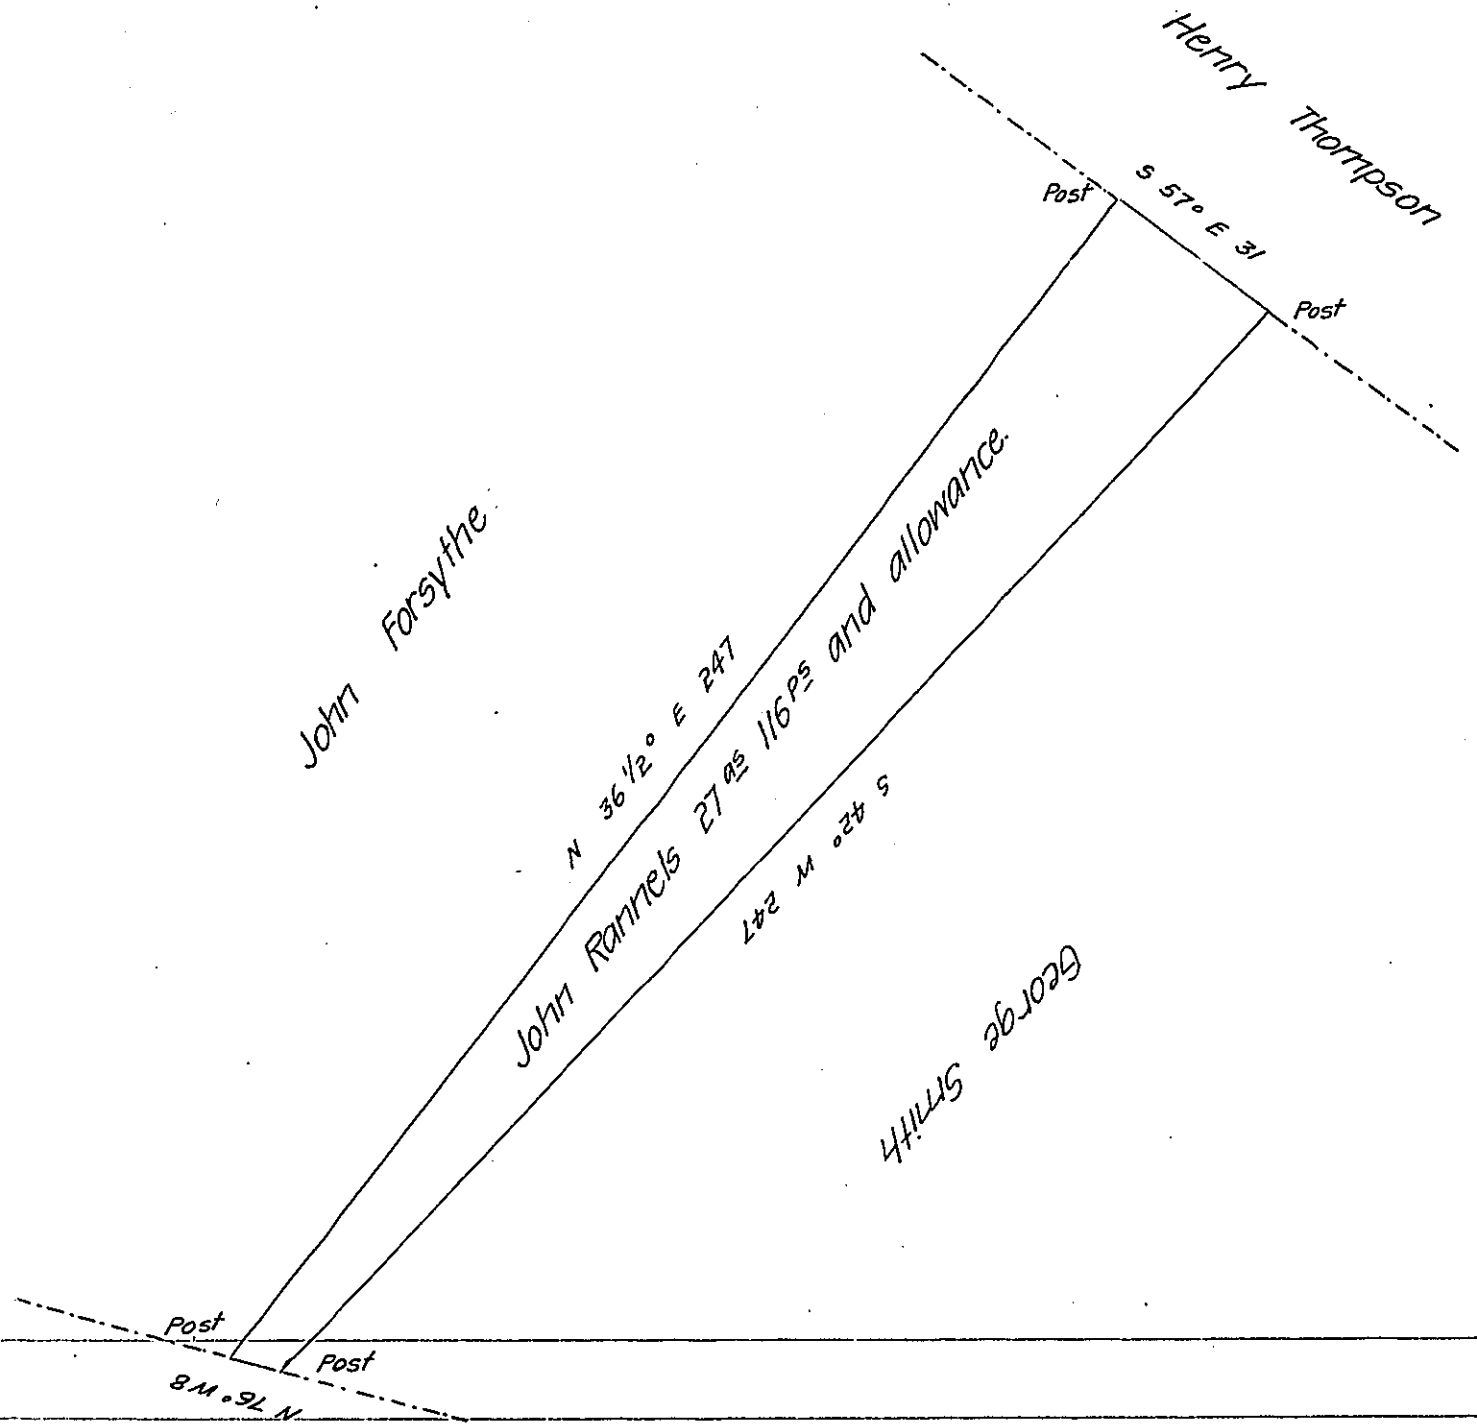 Henry Thompson
Post
S 57° E 31
Post
John Forsythe
N 36 1/2° E 247
John Rannels 27 as 116 ps and allowance.
S 42° W 247
George Smith
Post
Post
N 76° W 8